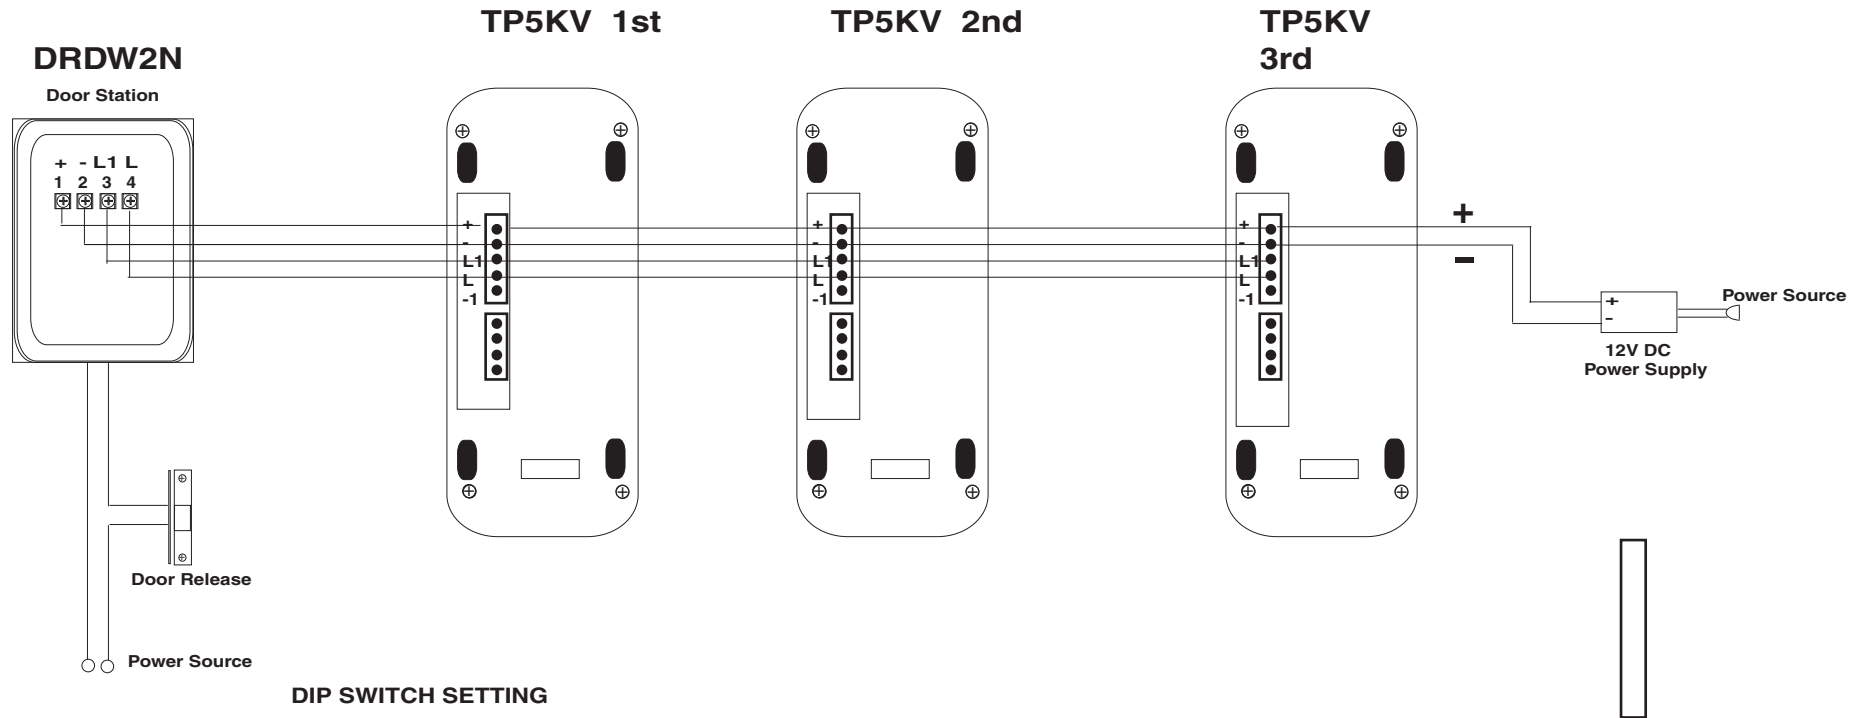 TP5KV 1st
TP5KV 2nd
TP5KV
3rd
DRDW2N
Door Station
+ - L1 L
1 2 3 4
+
-
L1
L
-1
+
-
L1
L
-1
+
-
L1
L
-1
+
-
+
-
Power Source
12V DC
Power Supply
Door Release
Power Source
DIP SWITCH SETTING